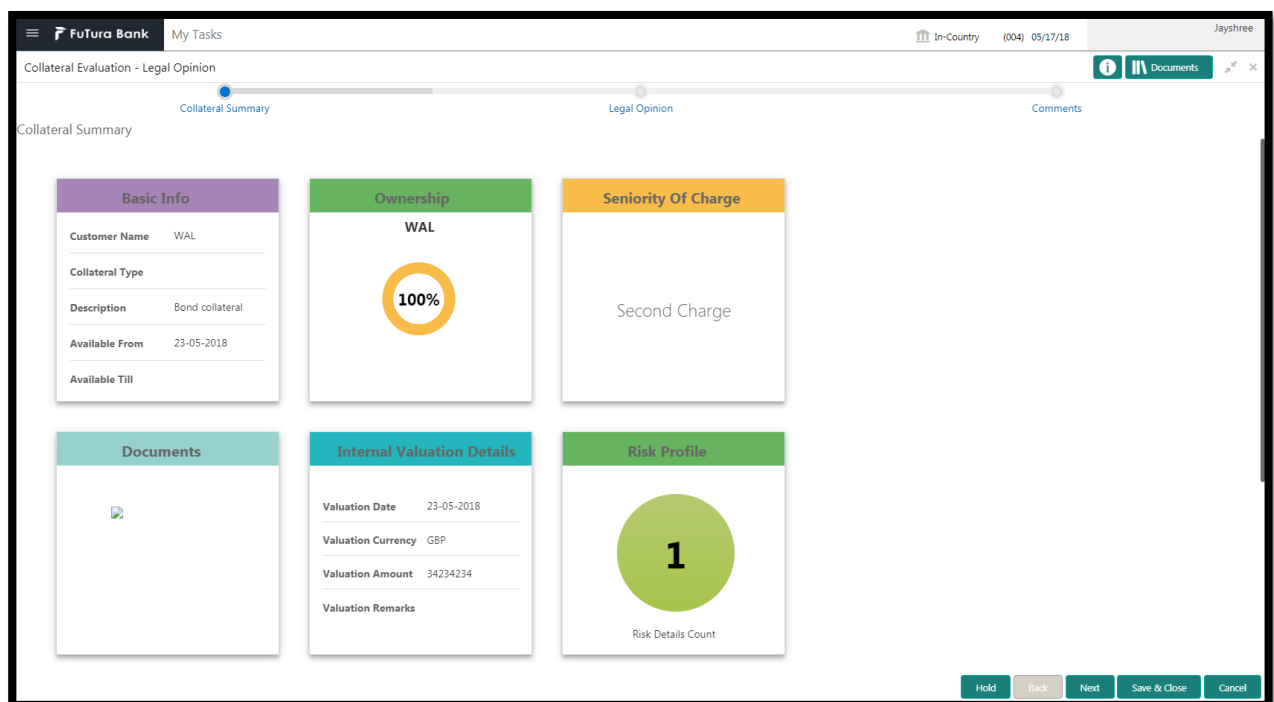 FuTura Bank My Tasks In-Country (004) 05/17/18 Jayshree
Collateral Evaluation - Legal Opinion i Documents
Collateral Summary Legal Opinion Comments
Collateral Summary
Basic Info
Customer Name WAL
Collateral Type
Description Bond collateral
Available From 23-05-2018
Available Till
Ownership
WAL
100%
Seniority Of Charge
Second Charge
Documents
Internal Valuation Details
Valuation Date 23-05-2018
Valuation Currency GBP
Valuation Amount 34234234
Valuation Remarks
Risk Profile
1
Risk Details Count
Hold Back Next Save & Close Cancel